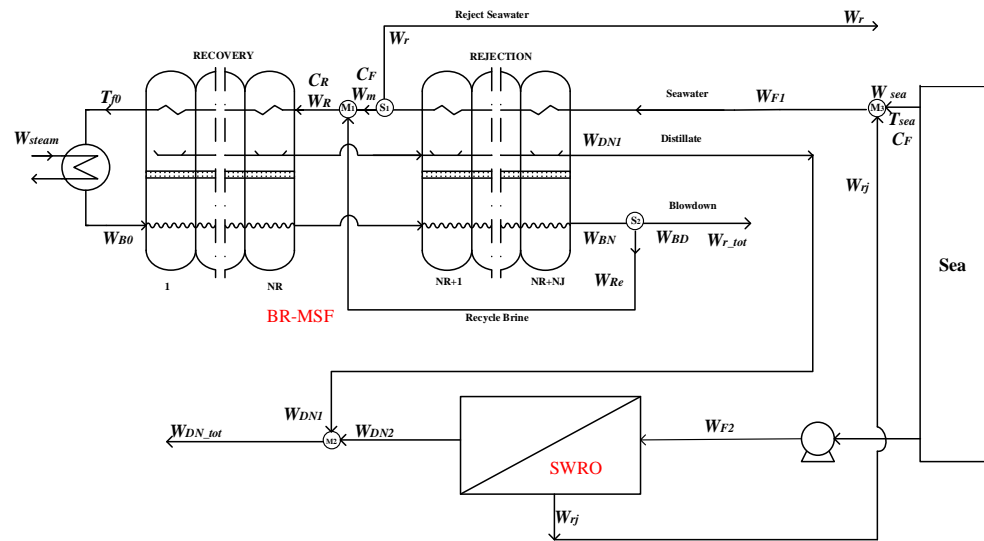 Reject Seawater
Wr
Wr
RECOVERY
REJECTION
CF
CR
Wm
WR
M1
S1
Tf0
Seawater
WF1
M3
Wsea
Tsea
CF
Wsteam
WDN1
Distillate
Wrj
Blowdown
S2
WB0
WBN
WBD
Wr_tot
Sea
1
NR
NR+1
NR+NJ
WRe
BR-MSF
Recycle Brine
WDN1
WDN_tot
M2
WDN2
WF2
SWRO
Wrj